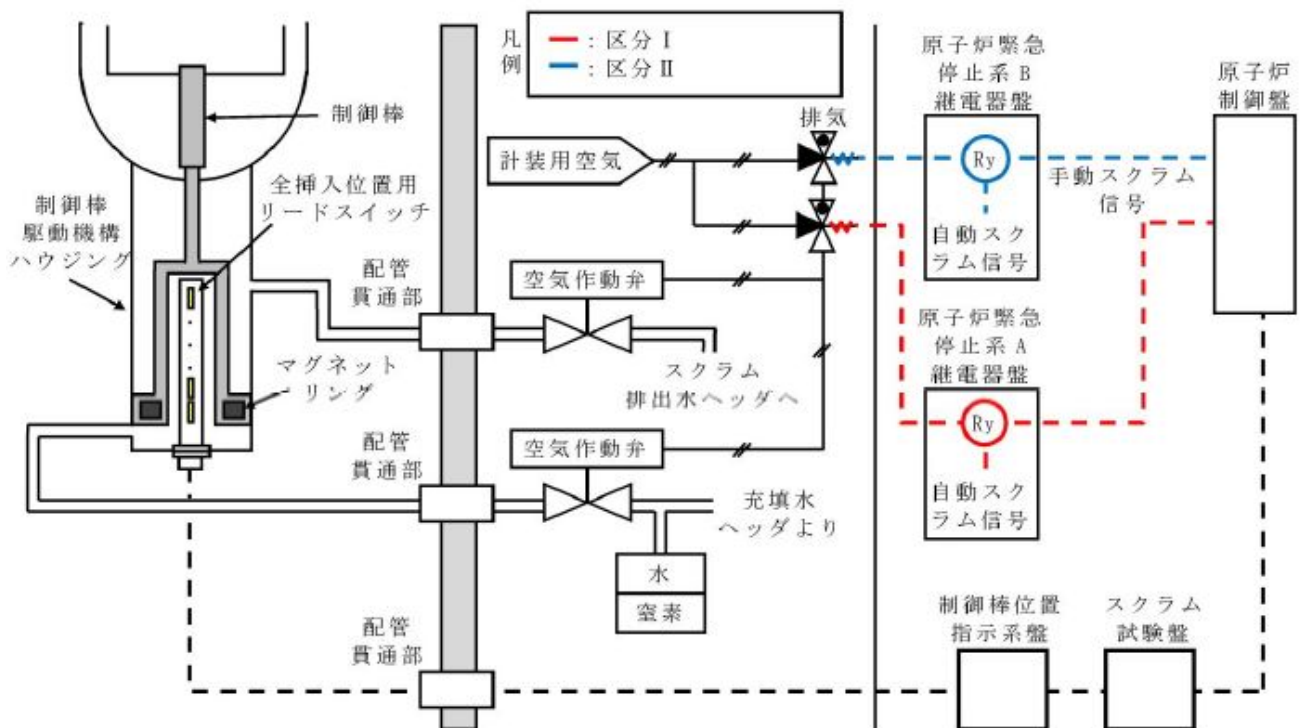 凡
例
: 区分Ⅰ
: 区分Ⅱ
原子炉緊急
停止系B
継電器盤
原子炉
制御盤
制御棒
排気
計装用空気
Ry
手動スクラム
信号
全挿入位置用
リードスイッチ
制御棒
駆動機構
ハウジング
自動スク
ラム信号
配管
貫通部
空気作動弁
原子炉緊急
停止系A
継電器盤
マグネット
リング
スクラム
排出水ヘッダへ
Ry
配管
貫通部
空気作動弁
自動スク
ラム信号
充填水
ヘッダより
水
窒素
配管
貫通部
制御棒位置
指示系盤
スクラム
試験盤